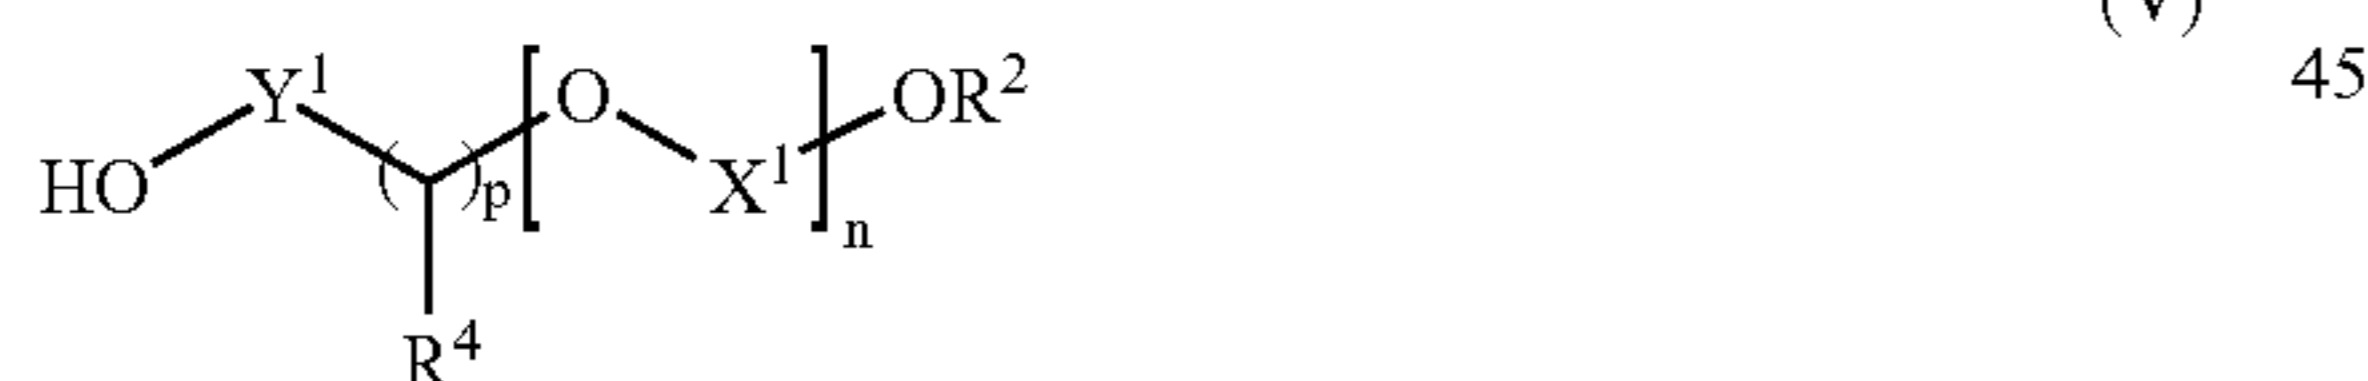 (V)
45
HO Y¹ ( )p [ O X¹ ]n OR²
R⁴